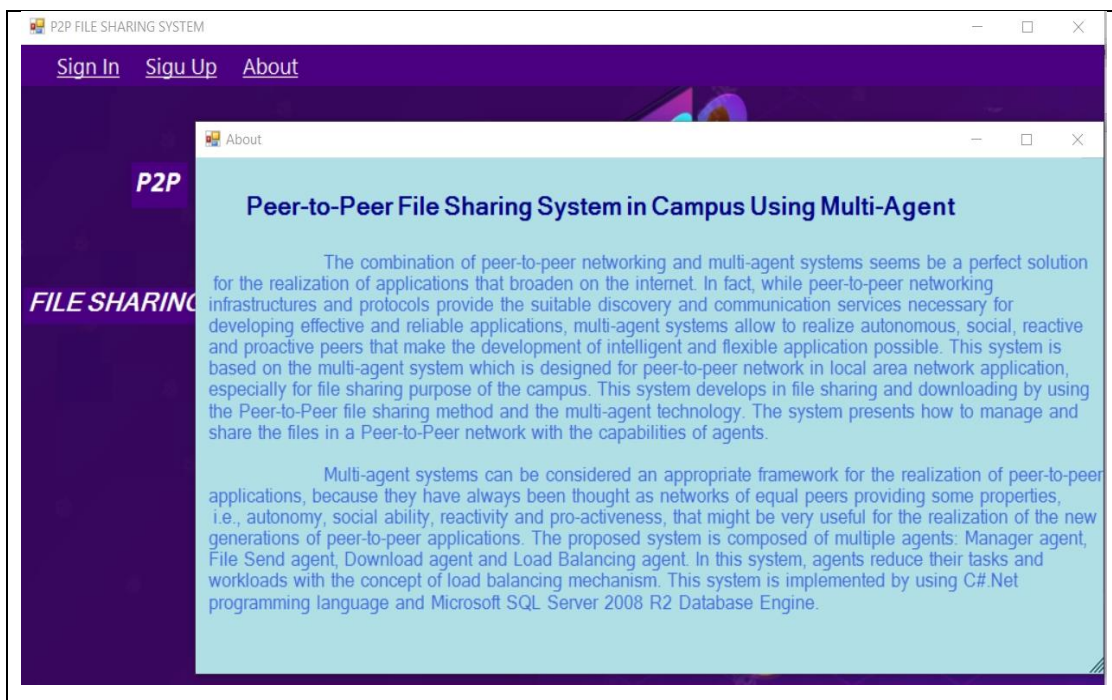 P2P FILE SHARING SYSTEM
Sign In Sigu Up About
About
P2P
FILE SHARING
Peer-to-Peer File Sharing System in Campus Using Multi-Agent
The combination of peer-to-peer networking and multi-agent systems seems be a perfect solution
for the realization of applications that broaden on the internet. In fact, while peer-to-peer networking
infrastructures and protocols provide the suitable discovery and communication services necessary for
developing effective and reliable applications, multi-agent systems allow to realize autonomous, social, reactive
and proactive peers that make the development of intelligent and flexible application possible. This system is
based on the multi-agent system which is designed for peer-to-peer network in local area network application,
especially for file sharing purpose of the campus. This system develops in file sharing and downloading by using
the Peer-to-Peer file sharing method and the multi-agent technology. The system presents how to manage and
share the files in a Peer-to-Peer network with the capabilities of agents.
Multi-agent systems can be considered an appropriate framework for the realization of peer-to-peer
applications, because they have always been thought as networks of equal peers providing some properties,
i.e., autonomy, social ability, reactivity and pro-activeness, that might be very useful for the realization of the new
generations of peer-to-peer applications. The proposed system is composed of multiple agents: Manager agent,
File Send agent, Download agent and Load Balancing agent. In this system, agents reduce their tasks and
workloads with the concept of load balancing mechanism. This system is implemented by using C#.Net
programming language and Microsoft SQL Server 2008 R2 Database Engine.